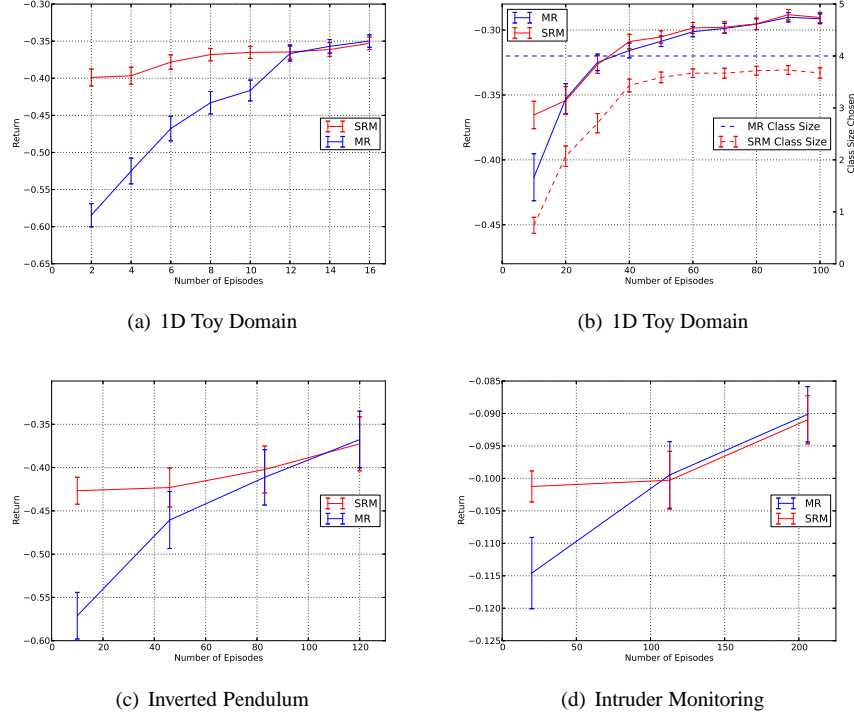 −0.30
−0.35
−0.40
−0.45
−0.50
−0.55
−0.60
−0.65
Return
2 4 6 8 10 12 14 16
Number of Episodes
SRM
MR
(a) 1D Toy Domain
−0.30
−0.35
−0.40
−0.45
Return
0 20 40 60 80 100
Number of Episodes
5
4
3
2
1
0
Class Size Chosen
MR
SRM
MR Class Size
SRM Class Size
(b) 1D Toy Domain
−0.35
−0.40
−0.45
−0.50
−0.55
−0.60
Return
0 20 40 60 80 100 120
Number of Episodes
SRM
MR
(c) Inverted Pendulum
−0.085
−0.090
−0.095
−0.100
−0.105
−0.110
−0.115
−0.120
−0.125
Return
0 50 100 150 200
Number of Episodes
MR
SRM
(d) Intruder Monitoring